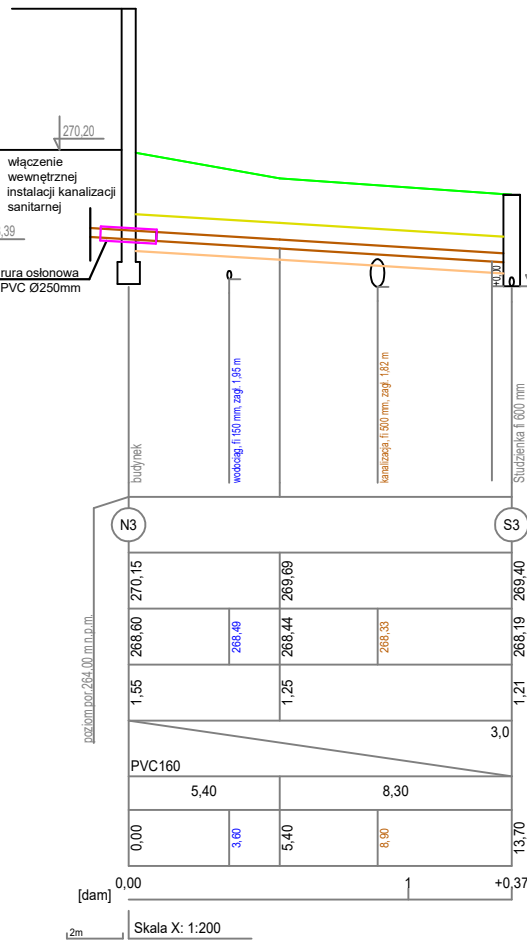 270,20
włączenie
wewnętrznej
instalacji kanalizacji
sanitarnej
,39
rura osłonowa
PVC Ø250mm
+0,00
budynek
wodociąg, fi 150 mm, zagł. 1,95 m
kanalizacja, fi 500 mm, zagł. 1,82 m
Studzienka fi 600 mm
N3
S3
poziom por.264,00 m n.p.m.
270,15
269,69
269,40
268,60
268,49
268,44
268,33
268,19
1,55
1,25
1,21
3,0
PVC160
5,40
8,30
0,00
3,60
5,40
8,90
13,70
0,00
1
+0,37
[dam]
2m
Skala X: 1:200